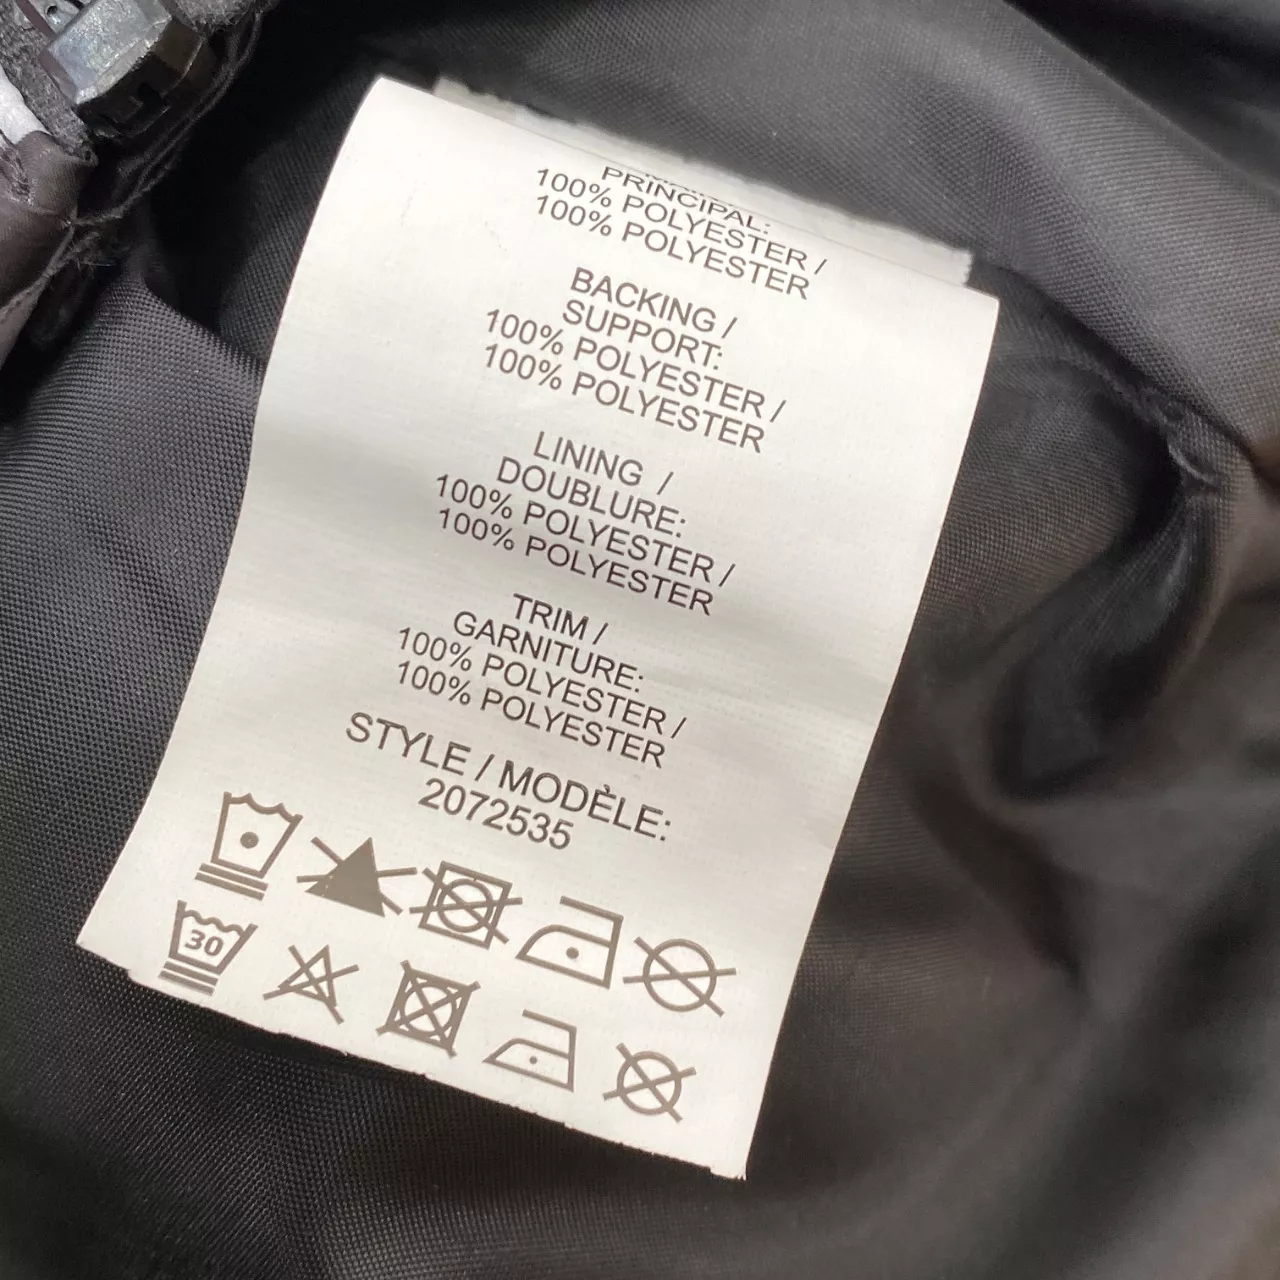 PRINCIPAL:
100% POLYESTER /
100% POLYESTER
BACKING /
SUPPORT:
100% POLYESTER /
100% POLYESTER
LINING /
DOUBLURE:
100% POLYESTER /
100% POLYESTER
TRIM /
GARNITURE:
100% POLYESTER /
100% POLYESTER
STYLE / MODÈLE:
2072535
30